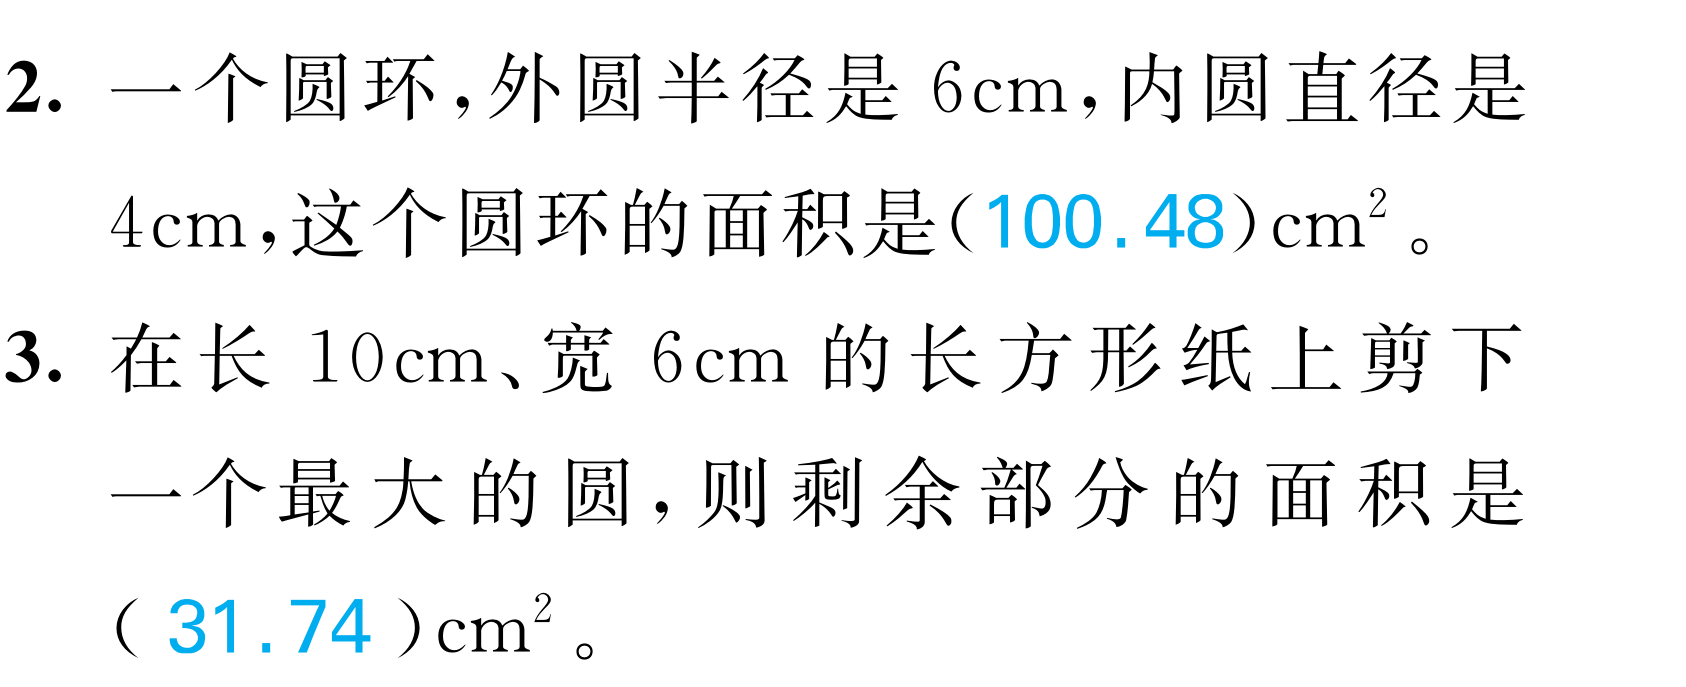 2. 一个圆环,外圆半径是 6cm,内圆直径是
4cm,这个圆环的面积是(100.48)cm²。
3. 在长 10cm、宽 6cm 的长方形纸上剪下
一个最大的圆,则剩余部分的面积是
( 31.74 )cm²。